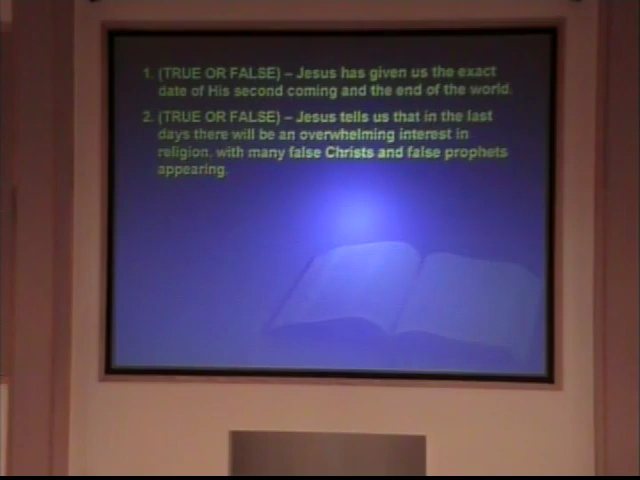 1. (TRUE OR FALSE) – Jesus has given us the exact
date of His second coming and the end of the world.
2. (TRUE OR FALSE) – Jesus tells us that in the last
days there will be an overwhelming interest in
religion, with many false Christs and false prophets
appearing.